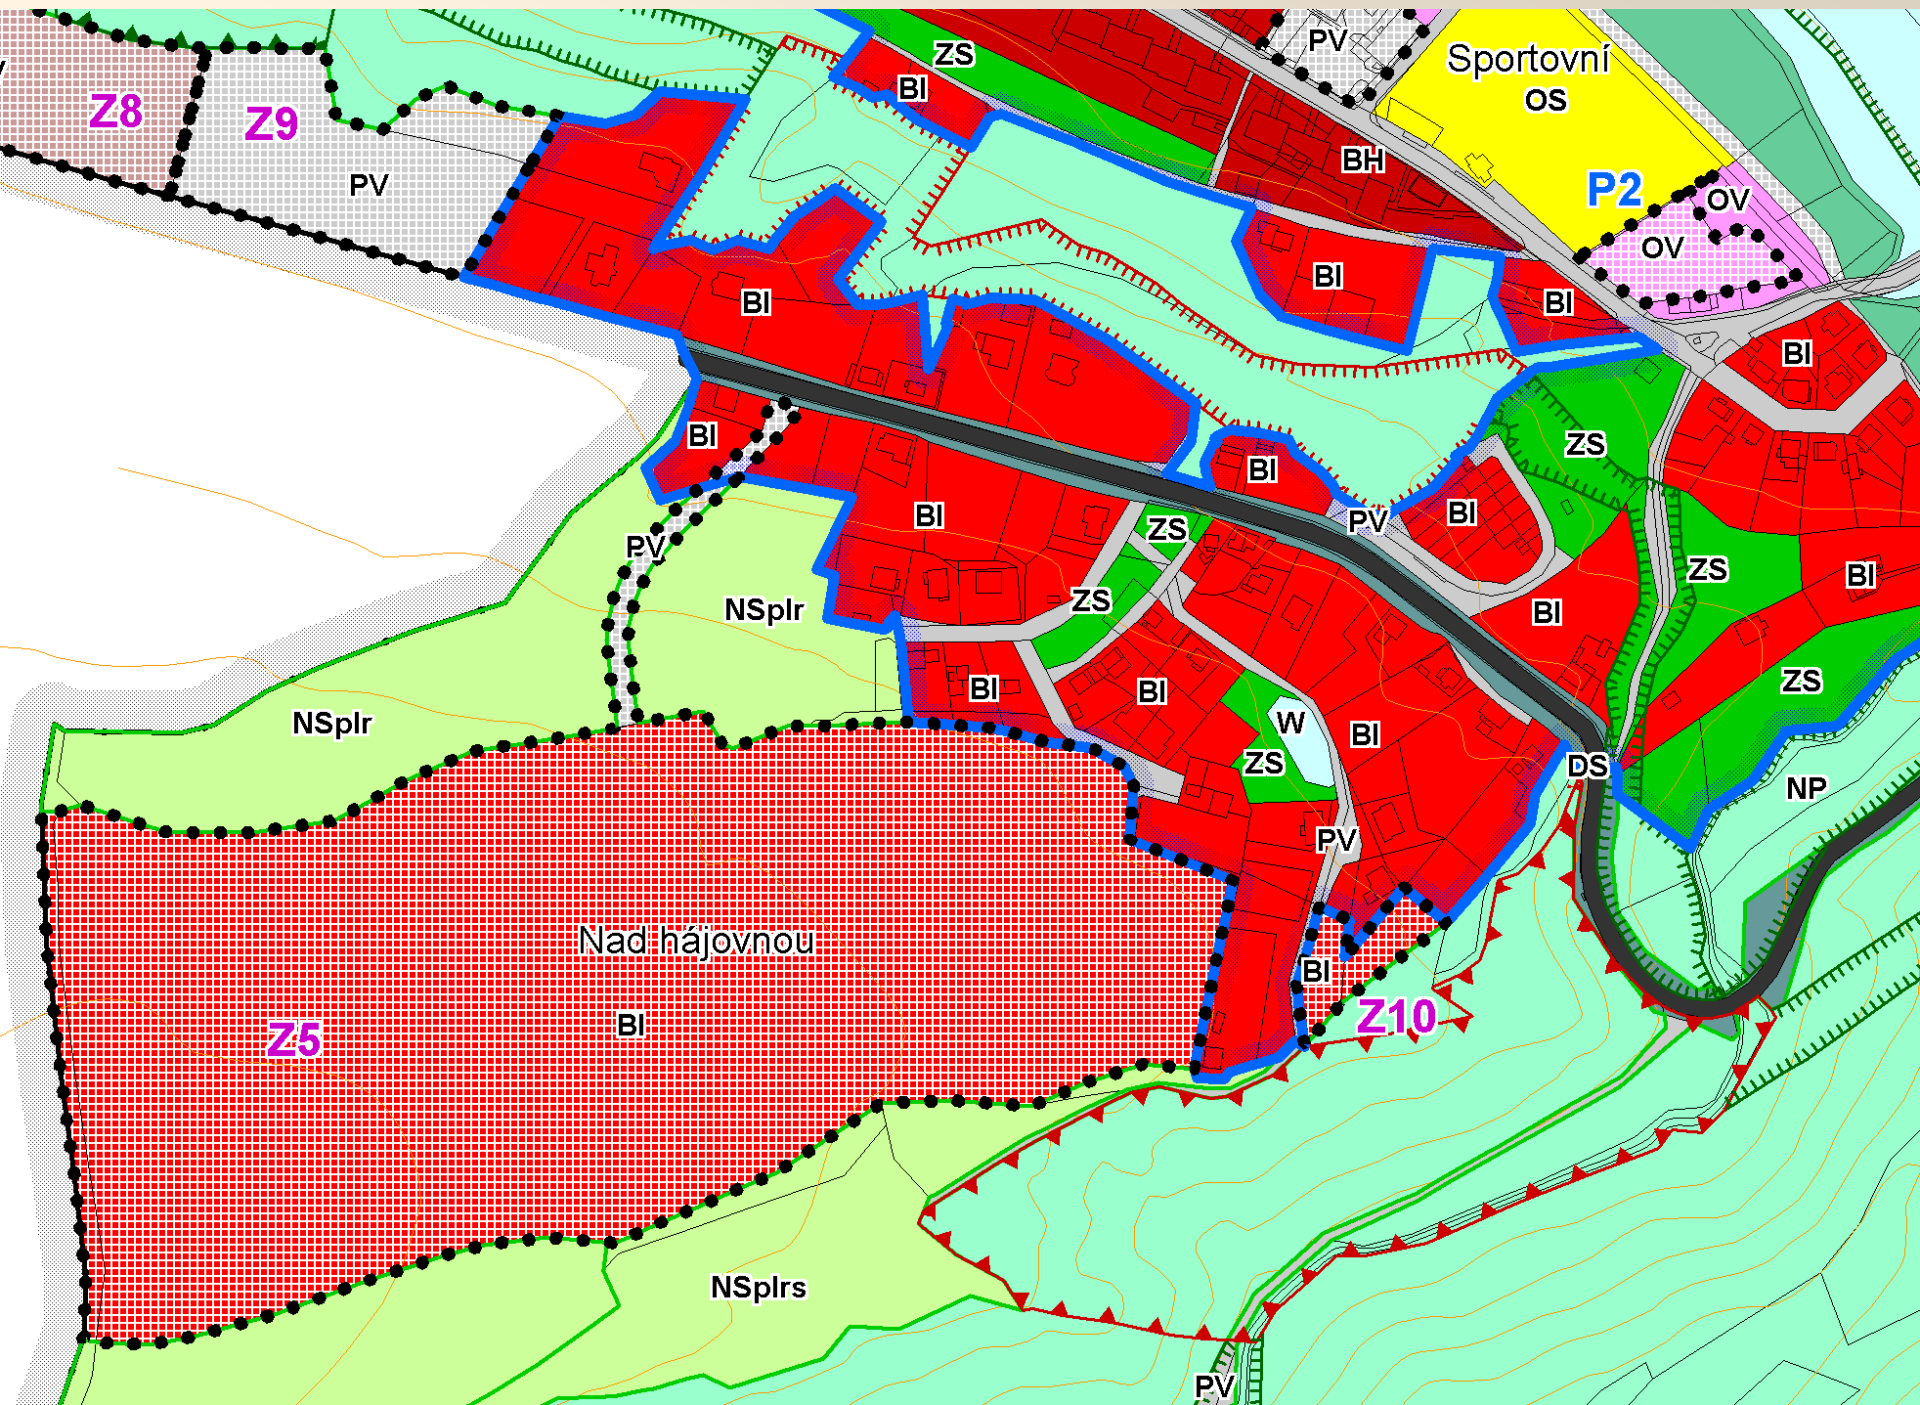 ZS
PV
Sportovní
OS
BI
Z8
Z9
BH
PV
P2
OV
OV
BI
BI
BI
BI
BI
ZS
BI
BI
BI
PV
ZS
PV
NSplr
ZS
ZS
BI
BI
NSplr
BI
BI
W
BI
ZS
ZS
DS
NP
PV
Nad hájovnou
BI
Z5
BI
Z10
NSplrs
PV